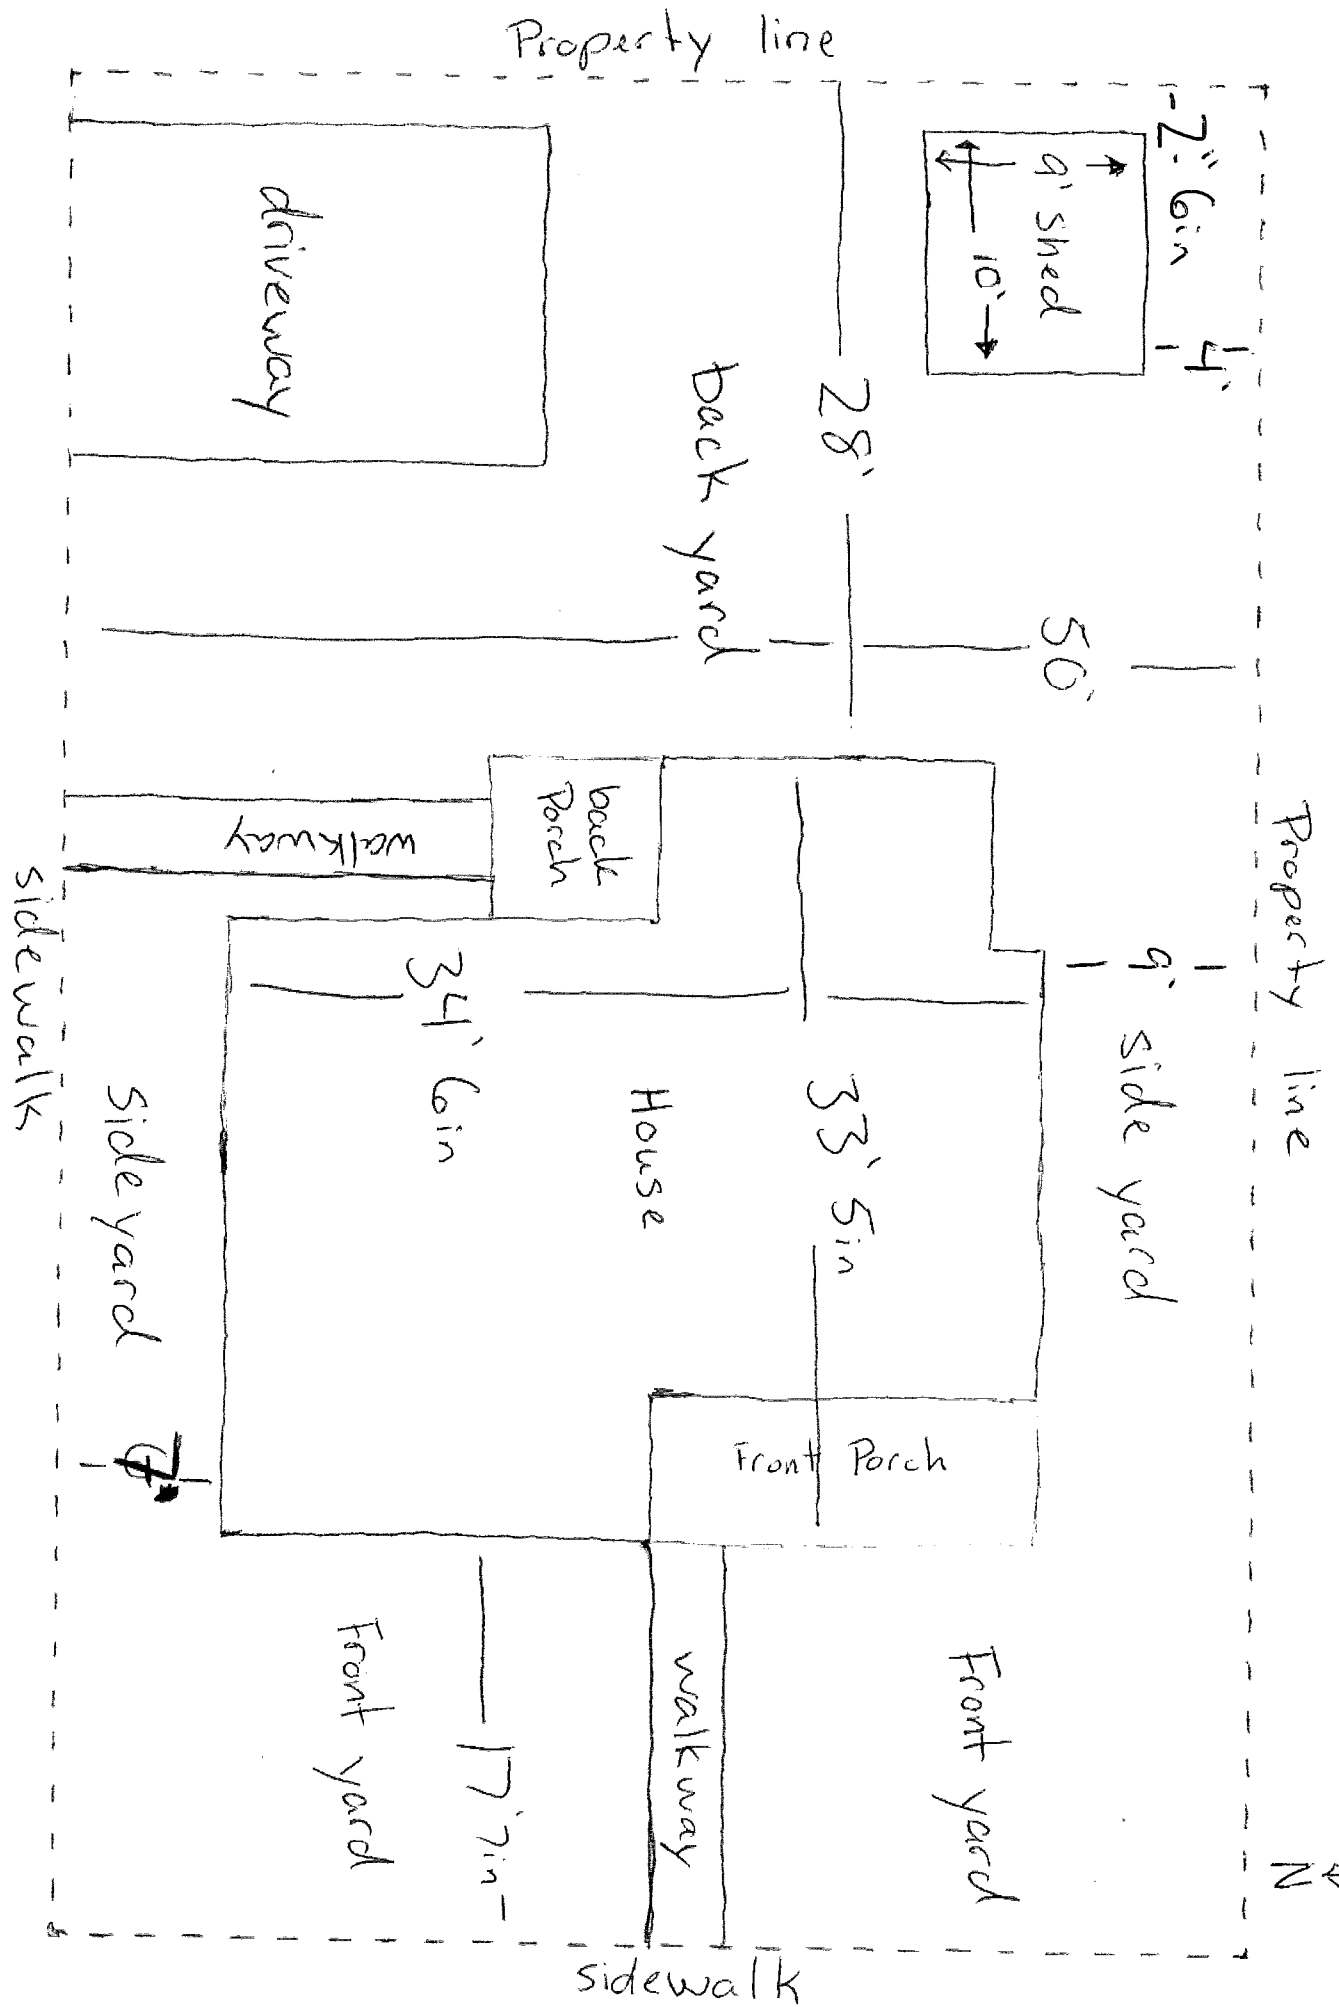 Property line
-2" 6in
9' shed
10'
4'
driveway
28'
back yard
50'
Property line
back
Porch
walkway
sidewalk
9'
side yard
34' 6in
33' 5in
House
Side yard
Front Porch
Front yard
17' 7in
walkway
Front yard
N
sidewalk